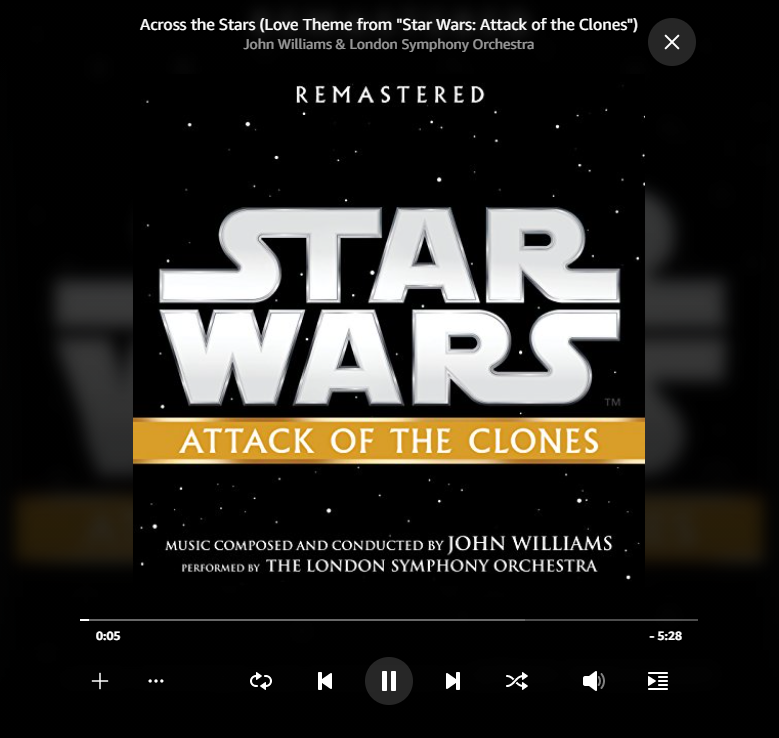 Across the Stars (Love Theme from "Star Wars: Attack of the Clones")
John Williams & London Symphony Orchestra
REMASTERED
STAR
WARS
TM
ATTACK OF THE CLONES
MUSIC COMPOSED AND CONDUCTED BY JOHN WILLIAMS
PERFORMED BY THE LONDON SYMPHONY ORCHESTRA
0:05
- 5:28